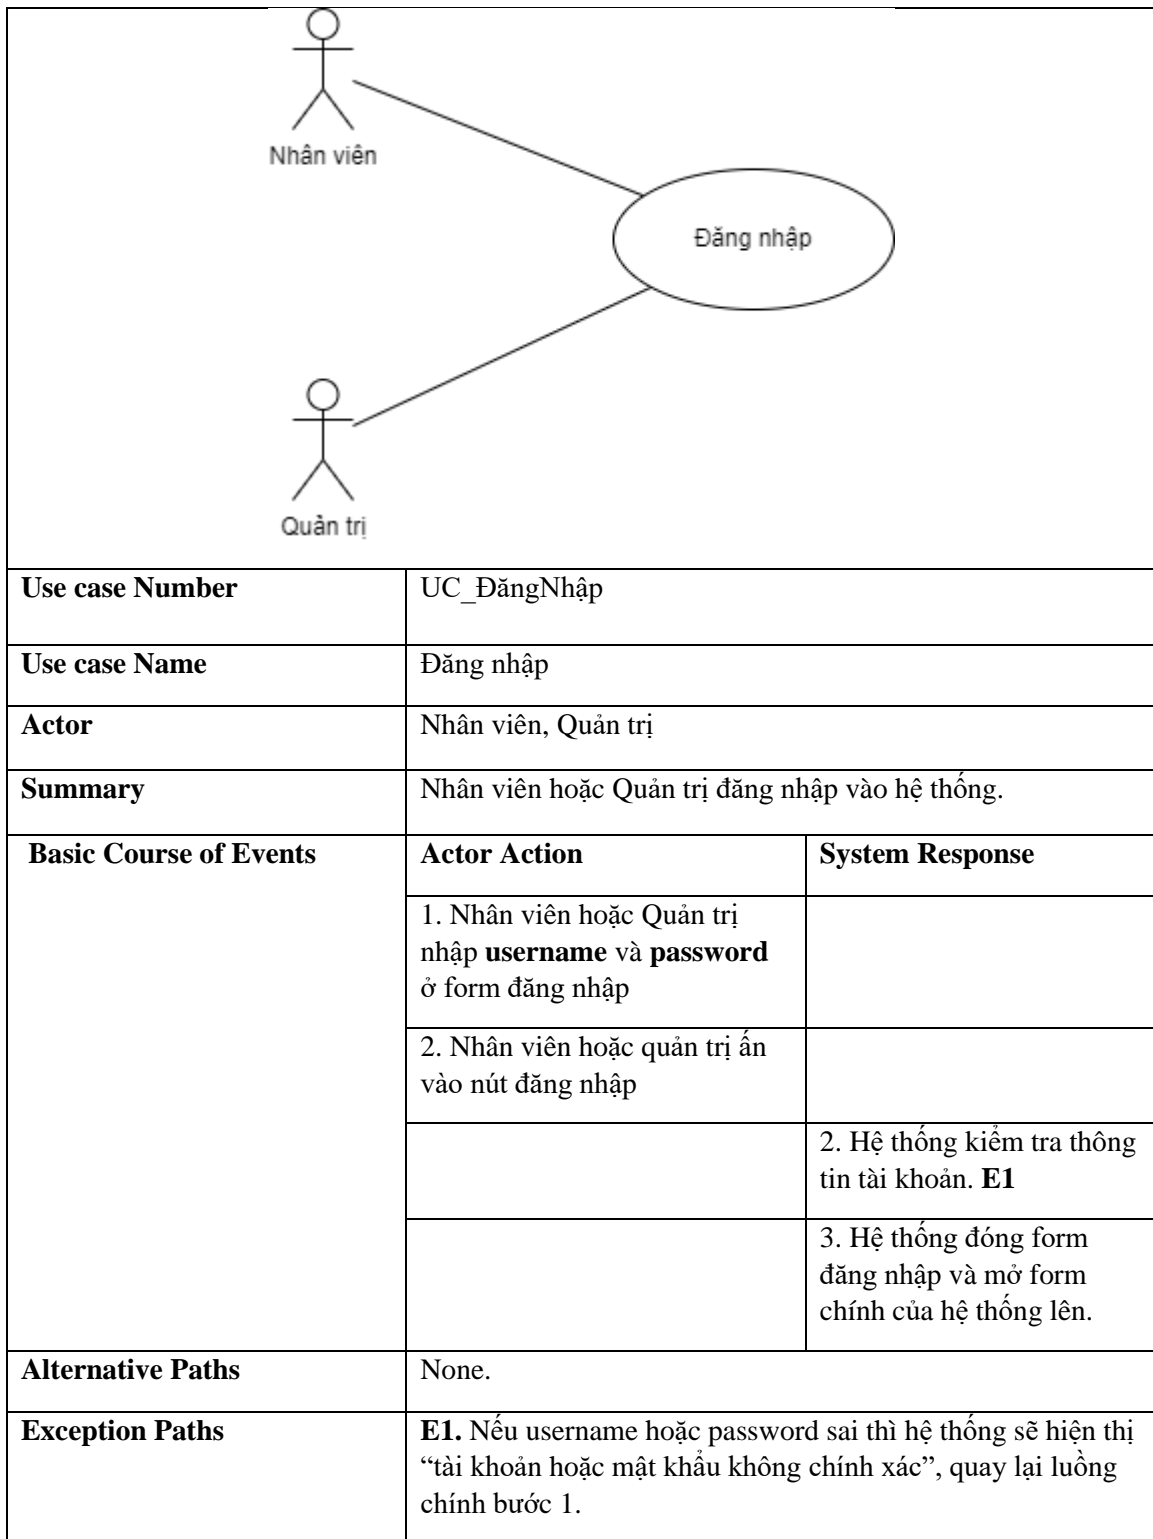 Nhân viên
Đăng nhập
Quản trị
Use case Number
UC_ĐăngNhập
Use case Name
Đăng nhập
Actor
Nhân viên, Quản trị
Summary
Nhân viên hoặc Quản trị đăng nhập vào hệ thống.
Basic Course of Events
Actor Action
System Response
1. Nhân viên hoặc Quản trị
nhập username và password
ở form đăng nhập
2. Nhân viên hoặc quản trị ấn
vào nút đăng nhập
2. Hệ thống kiểm tra thông
tin tài khoản. E1
3. Hệ thống đóng form
đăng nhập và mở form
chính của hệ thống lên.
Alternative Paths
None.
Exception Paths
E1. Nếu username hoặc password sai thì hệ thống sẽ hiện thị
“tài khoản hoặc mật khẩu không chính xác”, quay lại luồng
chính bước 1.